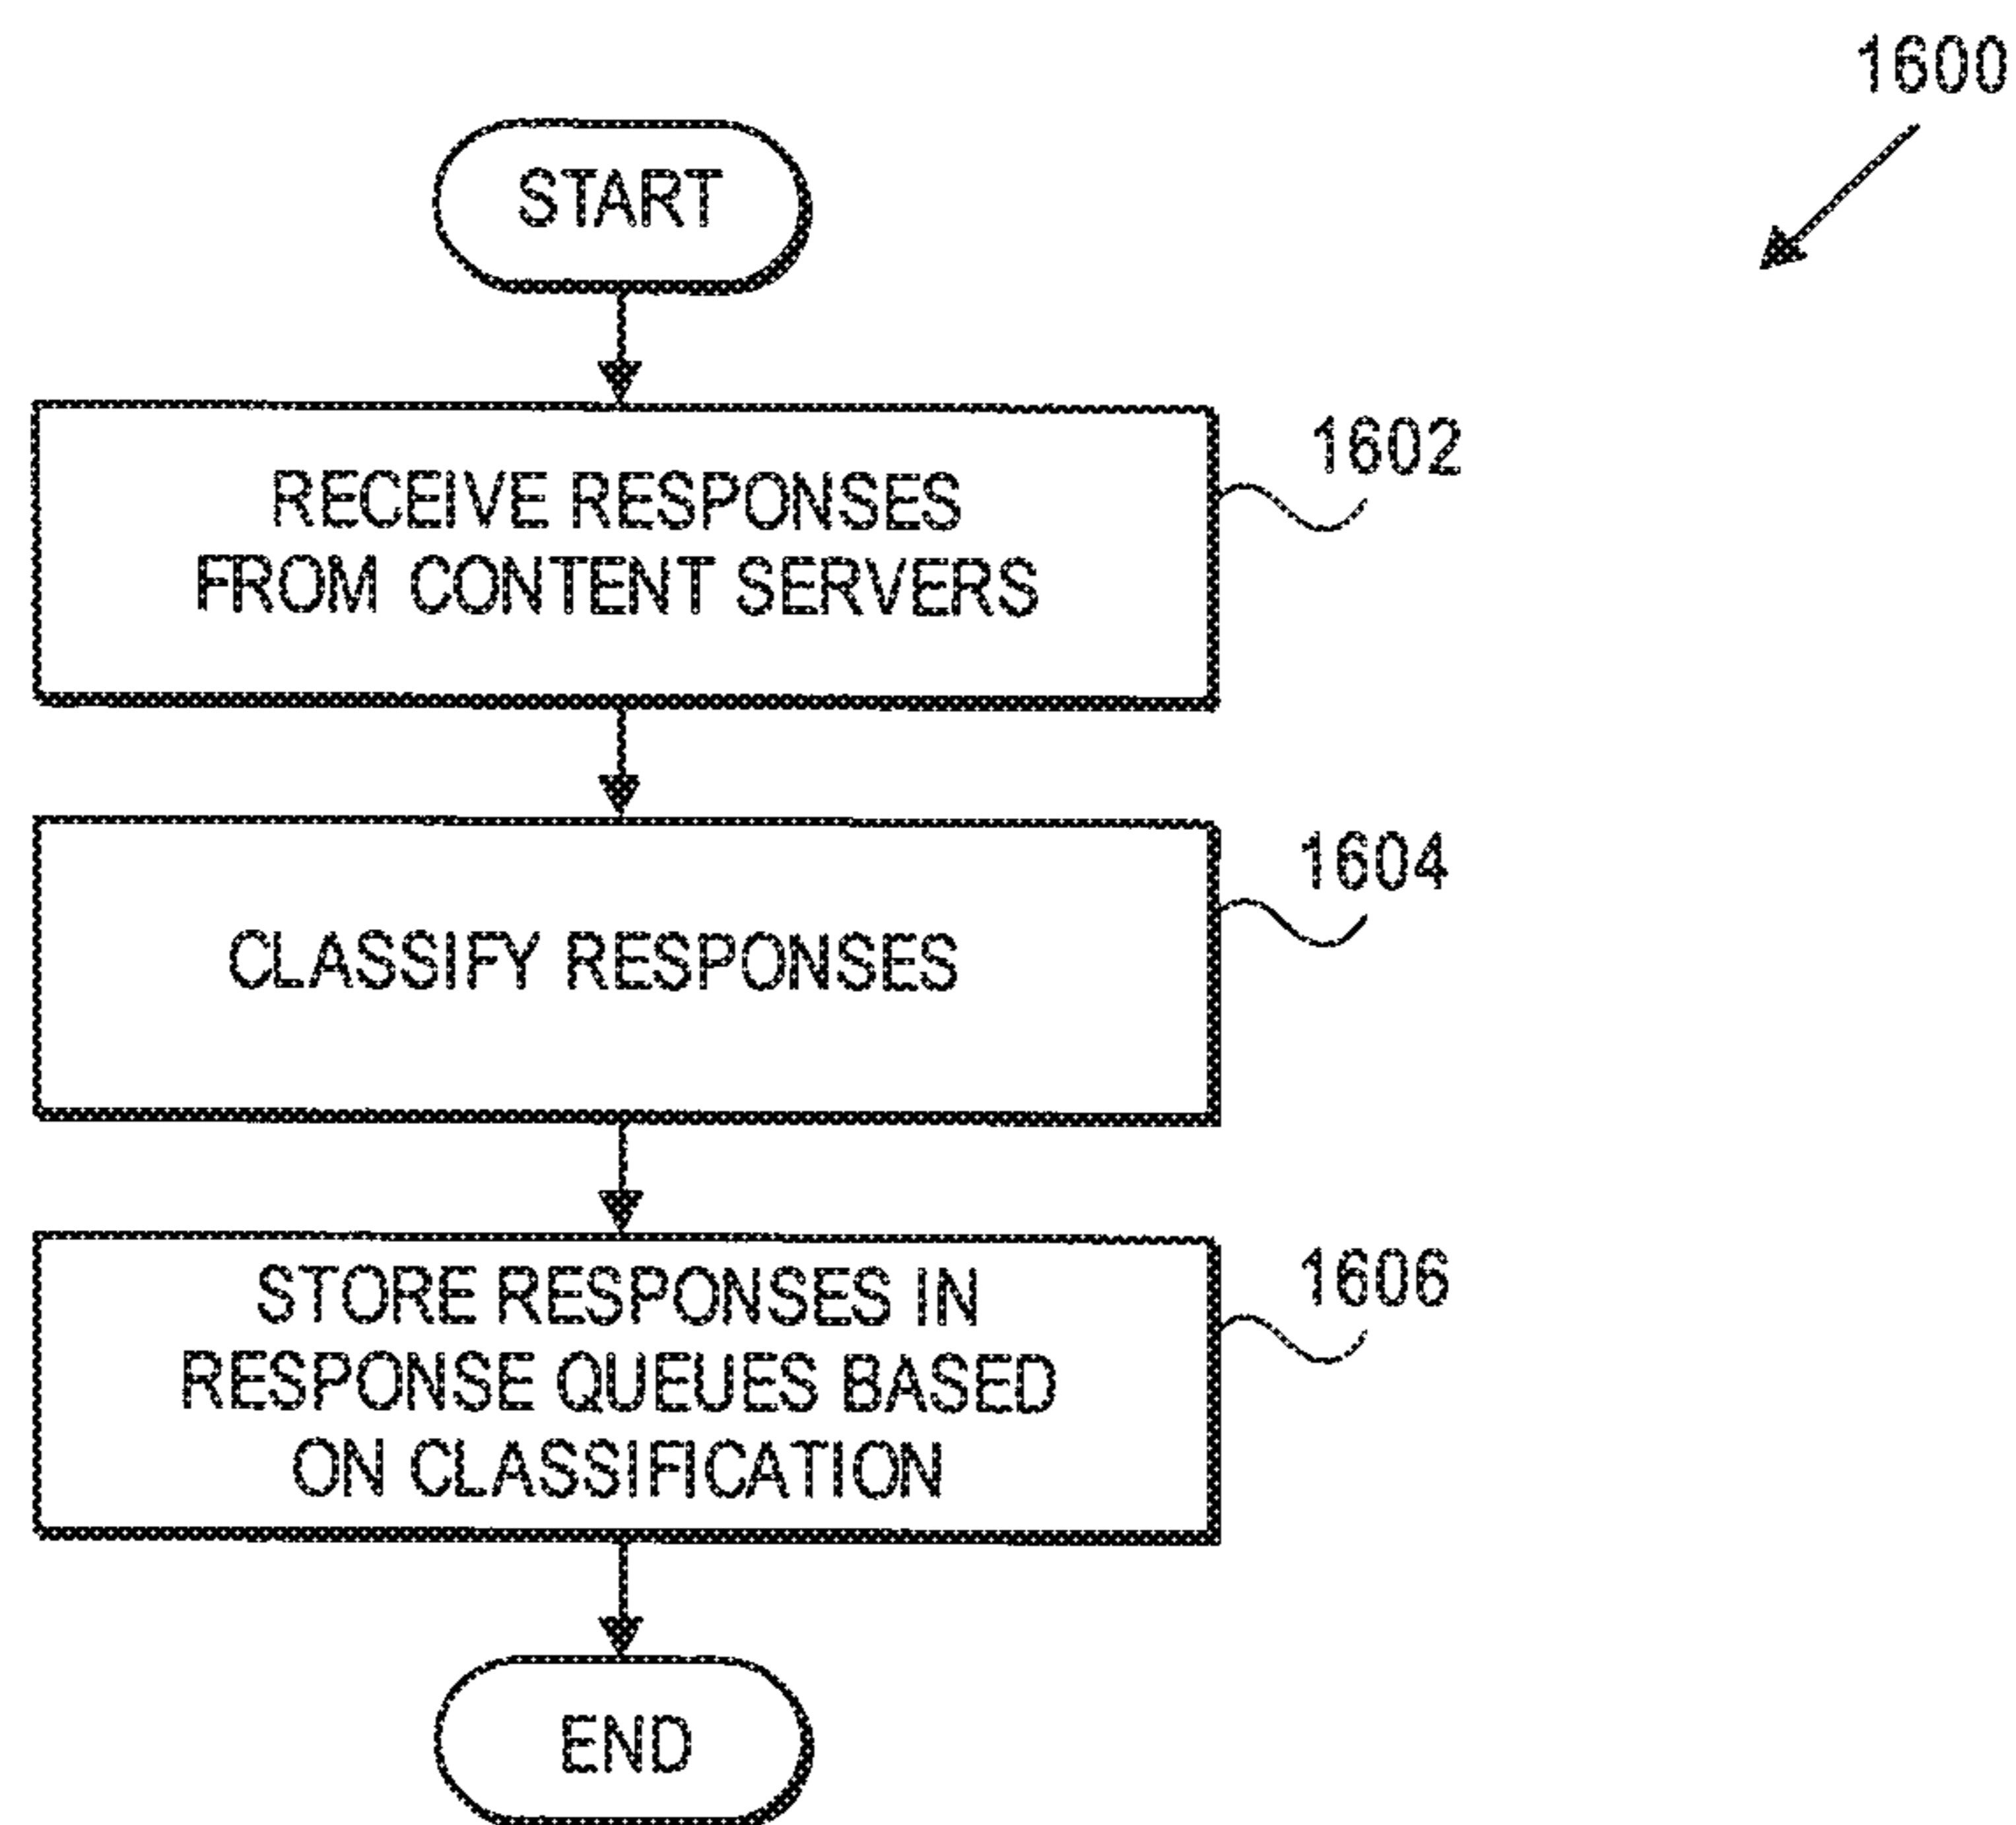 1600
START
RECEIVE RESPONSES
FROM CONTENT SERVERS
1602
CLASSIFY RESPONSES
1604
STORE RESPONSES IN
RESPONSE QUEUES BASED
ON CLASSIFICATION
1606
END